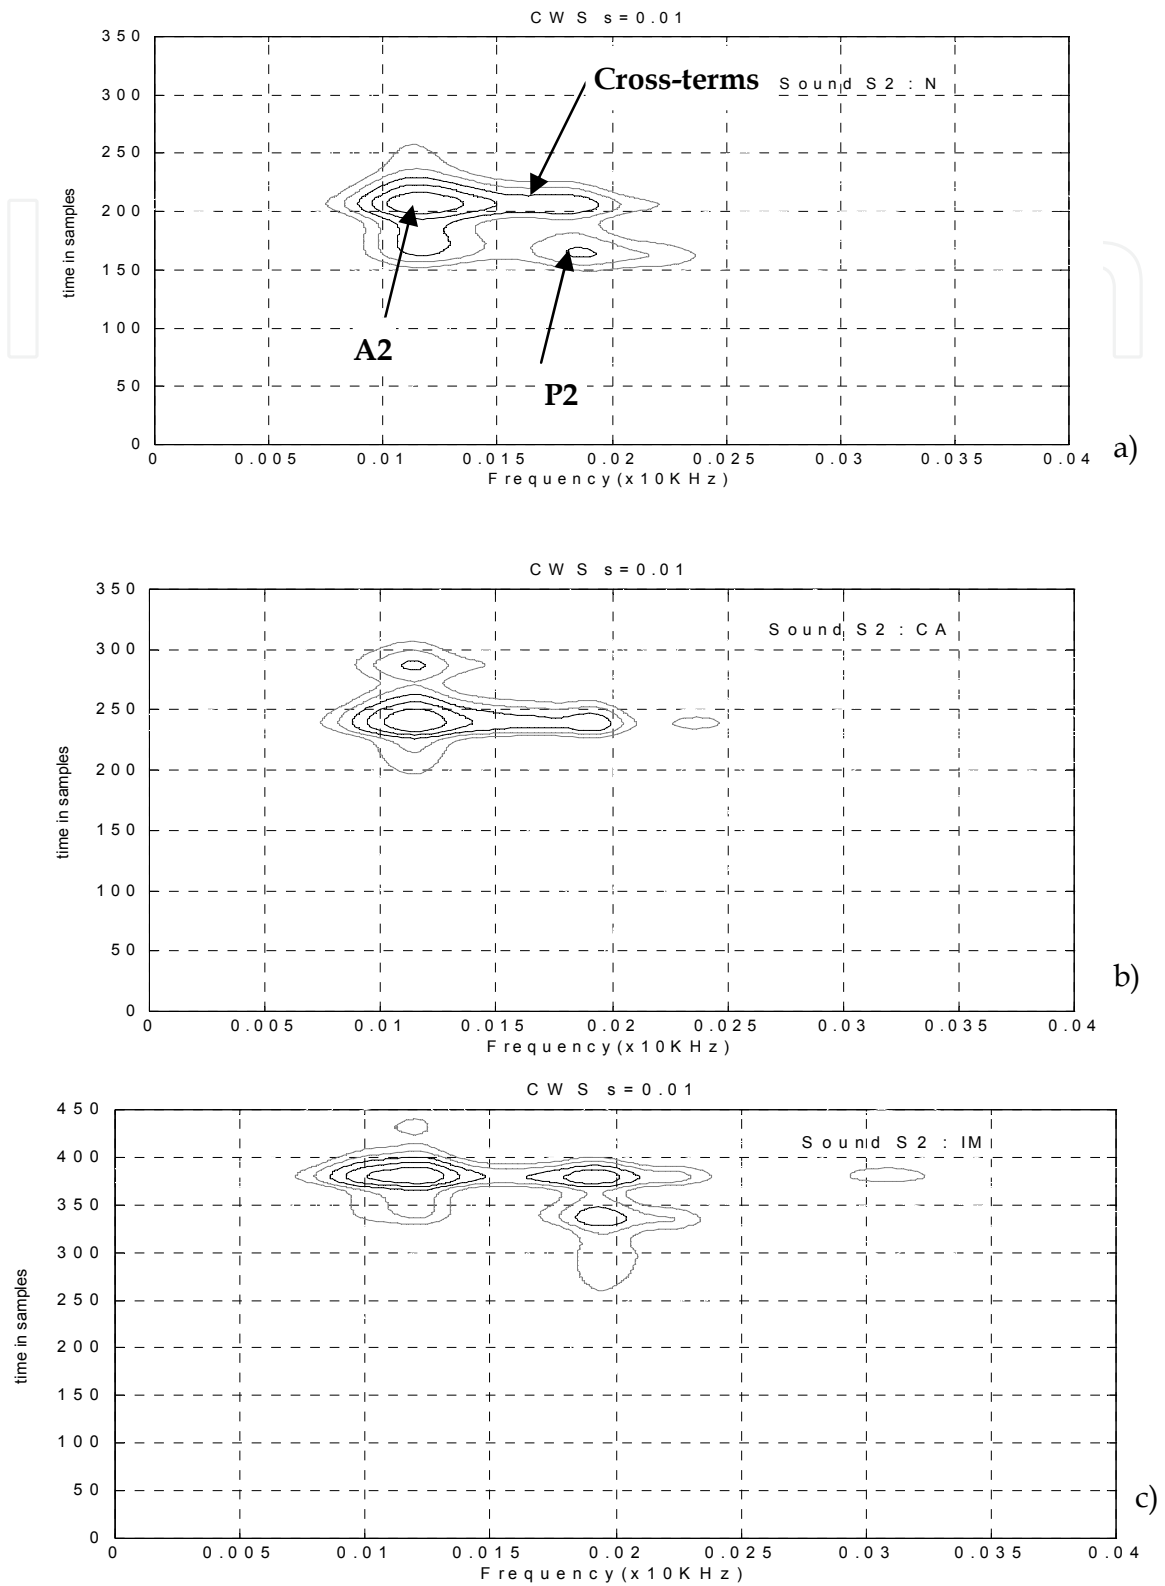 CWS s=0.01
350
Cross-terms
Sound S2 : N
300
250
200
150
100
50
0
A2
P2
time in samples
0 0.005 0.01 0.015 0.02 0.025 0.03 0.035 0.04
Frequency(x10KHz)
a)
CWS s=0.01
350
Sound S2 : CA
300
250
200
150
100
50
0
time in samples
0 0.005 0.01 0.015 0.02 0.025 0.03 0.035 0.04
Frequency(x10KHz)
b)
CWS s=0.01
450
Sound S2 : IM
400
350
300
250
200
150
100
50
0
time in samples
0 0.005 0.01 0.015 0.02 0.025 0.03 0.035 0.04
Frequency(x10KHz)
c)